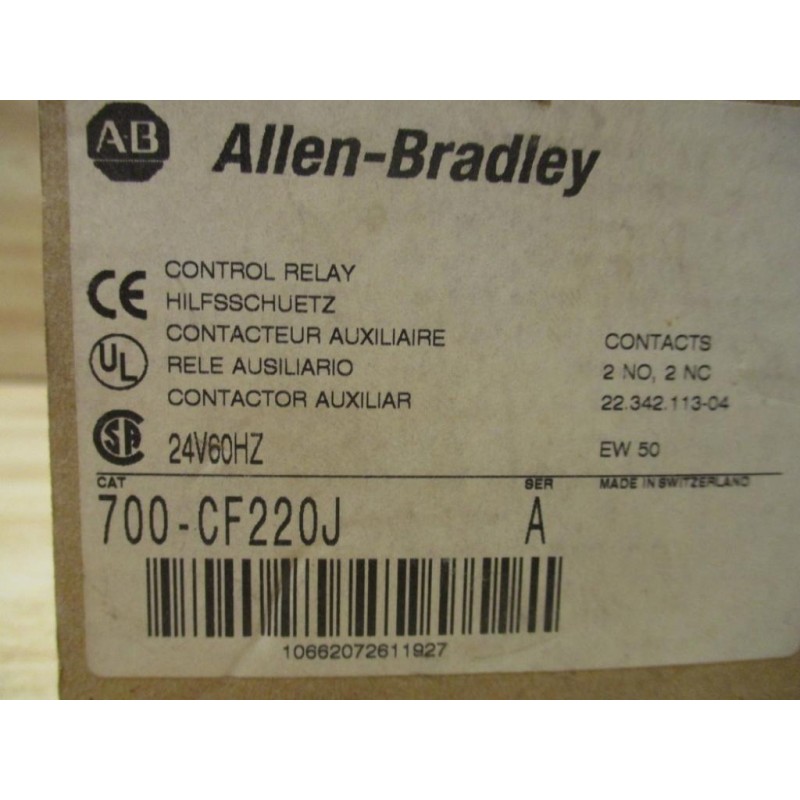 A-B Allen-Bradley
CE
UL
SA
CONTROL RELAY
HILFSSCHUETZ
CONTACTEUR AUXILIAIRE
RELE AUSILIARIO
CONTACTOR AUXILIAR
24V60HZ
CONTACTS
2 NO, 2 NC
22.342.113-04
EW 50
CAT SER MADE IN SWITZERLAND
700-CF220J A
10662072611927